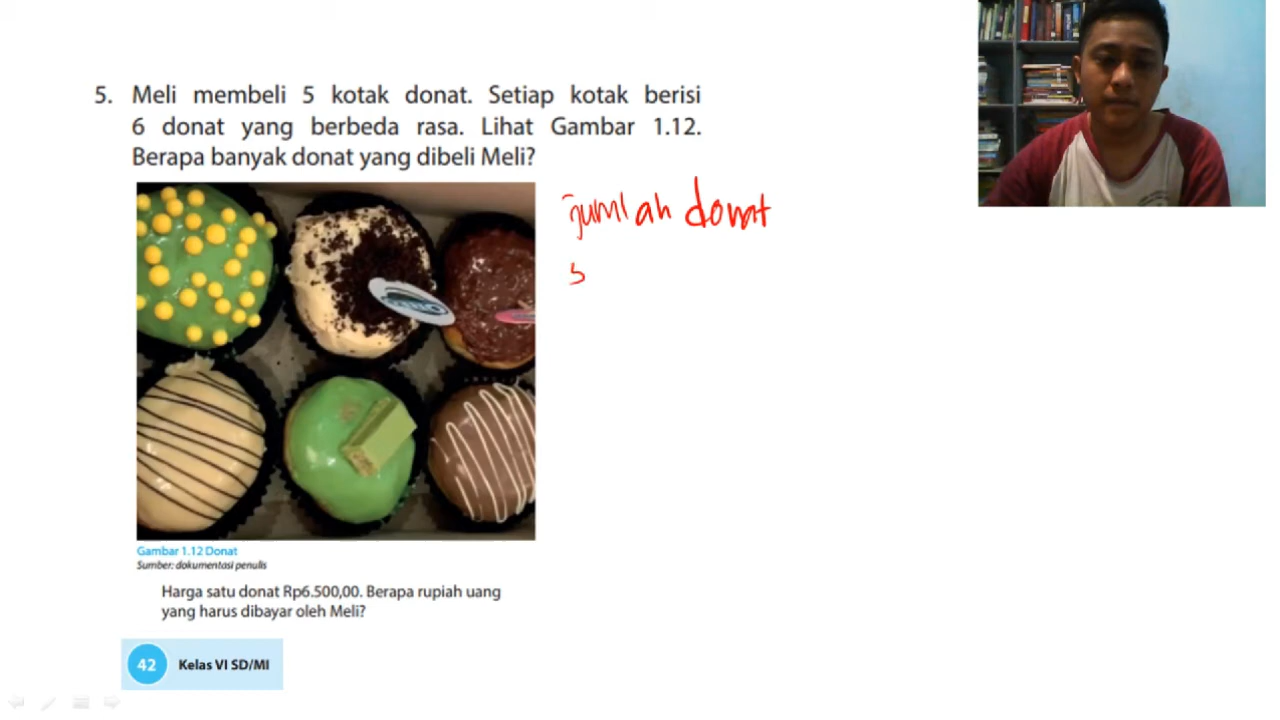 5. Meli membeli 5 kotak donat. Setiap kotak berisi
6 donat yang berbeda rasa. Lihat Gambar 1.12.
Berapa banyak donat yang dibeli Meli?
jumlah donat
5
Gambar 1.12 Donat
Sumber: dokumentasi penulis
Harga satu donat Rp6.500,00. Berapa rupiah uang
yang harus dibayar oleh Meli?
42 Kelas VI SD/MI